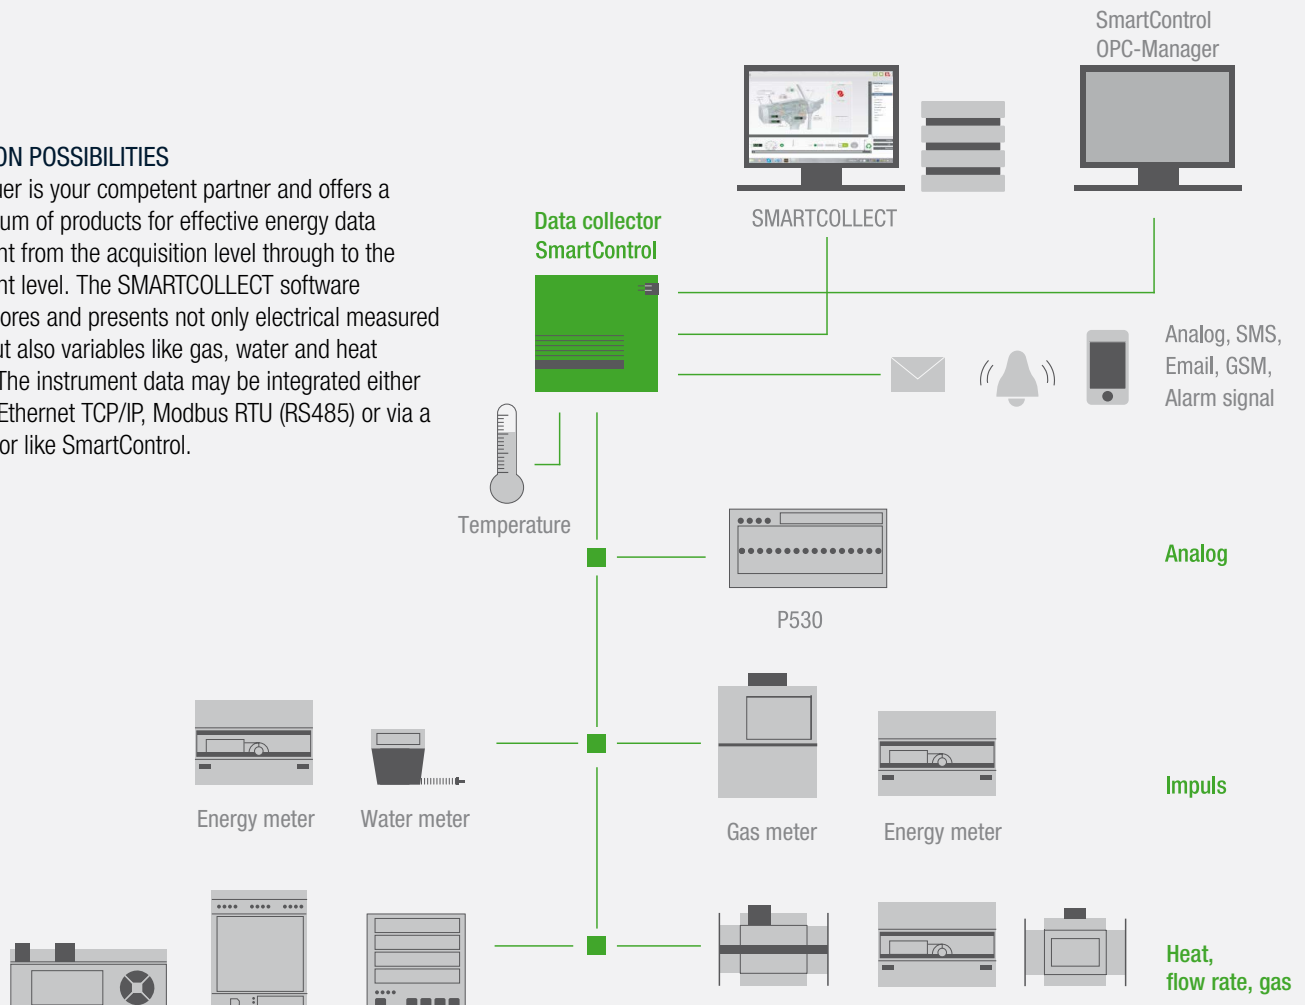 ON POSSIBILITIES
uer is your competent partner and offers a
um of products for effective energy data
nt from the acquisition level through to the
nt level. The SMARTCOLLECT software
ores and presents not only electrical measured
ut also variables like gas, water and heat
The instrument data may be integrated either
Ethernet TCP/IP, Modbus RTU (RS485) or via a
or like SmartControl.
SmartControl
OPC-Manager
SMARTCOLLECT
Data collector
SmartControl
Analog, SMS,
Email, GSM,
Alarm signal
Temperature
P530
Analog
Energy meter
Water meter
Gas meter
Energy meter
Impuls
Heat,
flow rate, gas